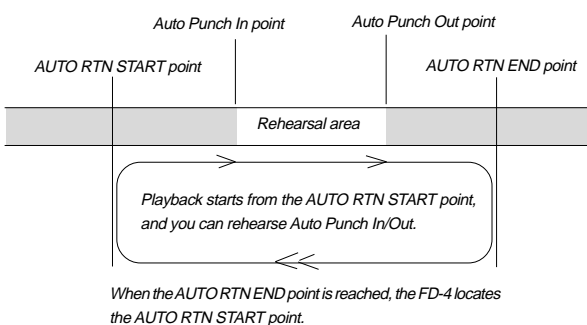 Auto Punch In point
Auto Punch Out point
AUTO RTN START point
AUTO RTN END point
Rehearsal area
Playback starts from the AUTO RTN START point,
and you can rehearse Auto Punch In/Out.
When the AUTO RTN END point is reached, the FD-4 locates
the AUTO RTN START point.